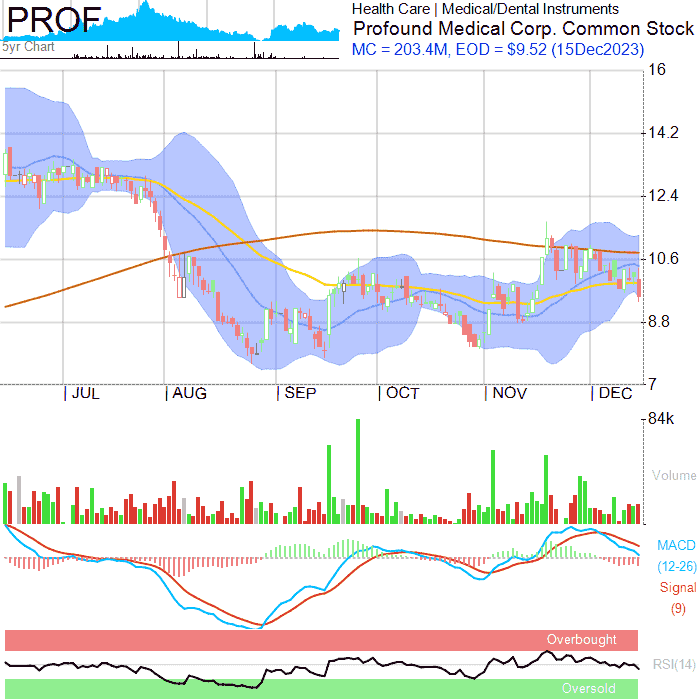 PROF
Health Care | Medical/Dental Instruments
Profound Medical Corp. Common Stock
5yr Chart
MC = 203.4M, EOD = $9.52 (15Dec2023)
16
14.2
12.4
10.6
8.8
7
JUL
AUG
SEP
OCT
NOV
DEC
84k
Volume
MACD
(12-26)
Signal
(9)
Overbought
RSI(14)
Oversold